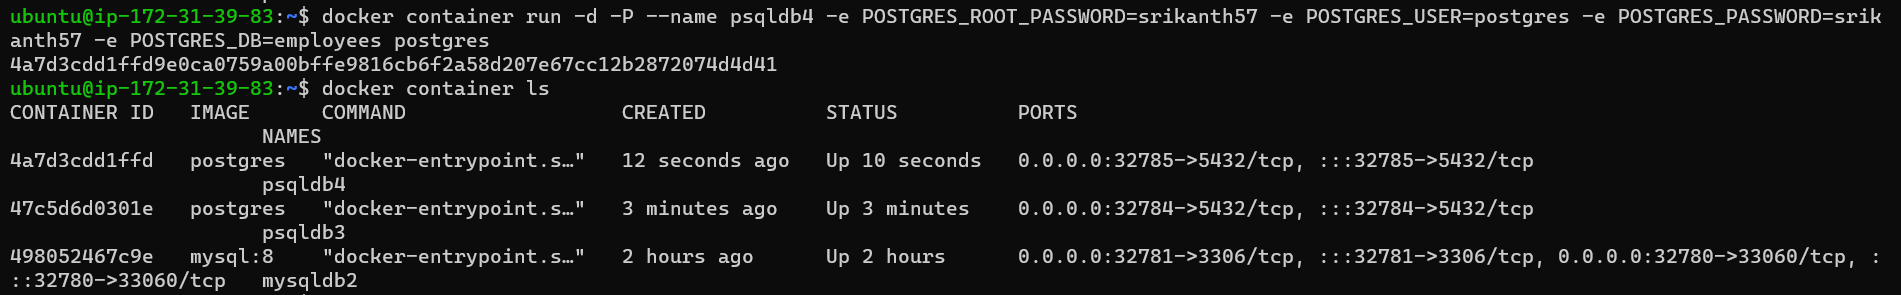 ubuntu@ip-172-31-39-83:~$ docker container run -d -P --name psqldb4 -e POSTGRES_ROOT_PASSWORD=srikanth57 -e POSTGRES_USER=postgres -e POSTGRES_PASSWORD=srik
anth57 -e POSTGRES_DB=employees postgres
4a7d3cdd1ffd9e0ca0759a00bffe9816cb6f2a58d207e67cc12b2872074d4d41
ubuntu@ip-172-31-39-83:~$ docker container ls
CONTAINER ID   IMAGE      COMMAND                  CREATED          STATUS          PORTS
                     NAMES
4a7d3cdd1ffd   postgres   "docker-entrypoint.s…"   12 seconds ago   Up 10 seconds   0.0.0.0:32785->5432/tcp, :::32785->5432/tcp
                     psqldb4
47c5d6d0301e   postgres   "docker-entrypoint.s…"   3 minutes ago    Up 3 minutes    0.0.0.0:32784->5432/tcp, :::32784->5432/tcp
                     psqldb3
498052467c9e   mysql:8    "docker-entrypoint.s…"   2 hours ago      Up 2 hours      0.0.0.0:32781->3306/tcp, :::32781->3306/tcp, 0.0.0.0:32780->33060/tcp, :
::32780->33060/tcp   mysqldb2